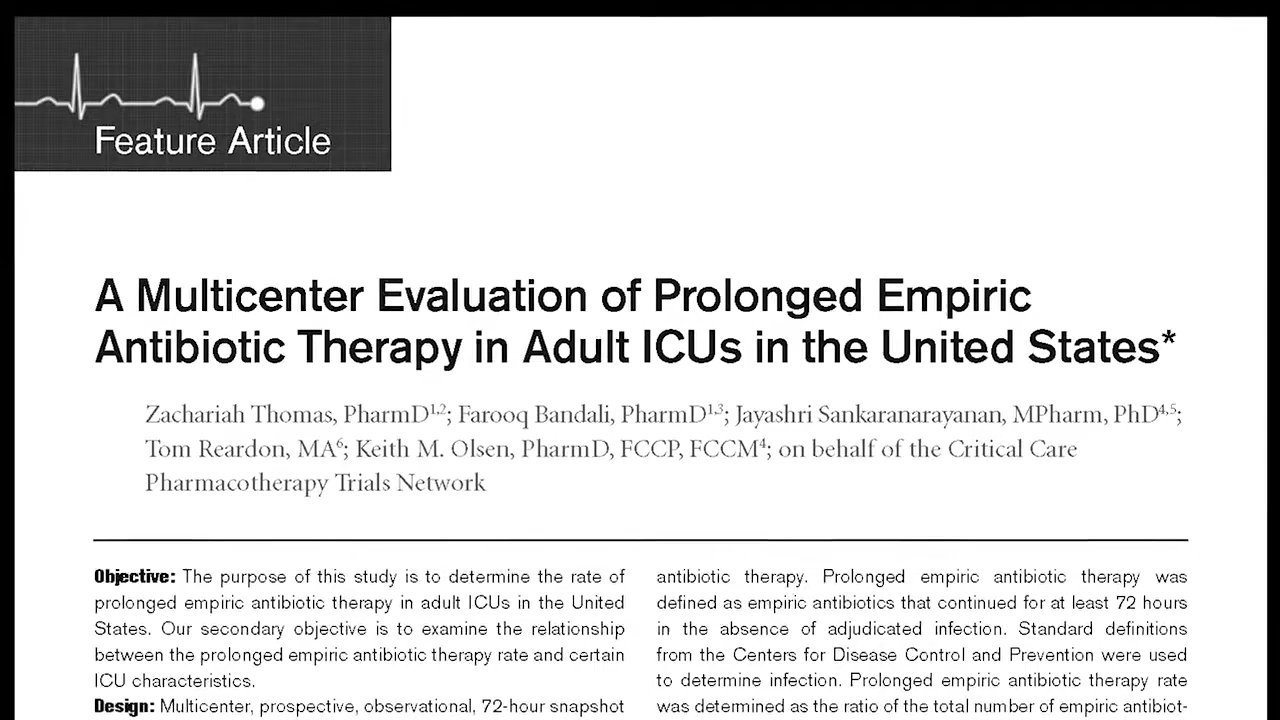 Feature Article
A Multicenter Evaluation of Prolonged Empiric
Antibiotic Therapy in Adult ICUs in the United States*
Zachariah Thomas, PharmD1,2; Farooq Bandali, PharmD1,3; Jayashri Sankaranarayanan, MPharm, PhD4,5;
Tom Reardon, MA6; Keith M. Olsen, PharmD, FCCP, FCCM4; on behalf of the Critical Care
Pharmacotherapy Trials Network
Objective: The purpose of this study is to determine the rate of
prolonged empiric antibiotic therapy in adult ICUs in the United
States. Our secondary objective is to examine the relationship
between the prolonged empiric antibiotic therapy rate and certain
ICU characteristics.
Design: Multicenter, prospective, observational, 72-hour snapshot
antibiotic therapy. Prolonged empiric antibiotic therapy was
defined as empiric antibiotics that continued for at least 72 hours
in the absence of adjudicated infection. Standard definitions
from the Centers for Disease Control and Prevention were used
to determine infection. Prolonged empiric antibiotic therapy rate
was determined as the ratio of the total number of empiric antibiot-